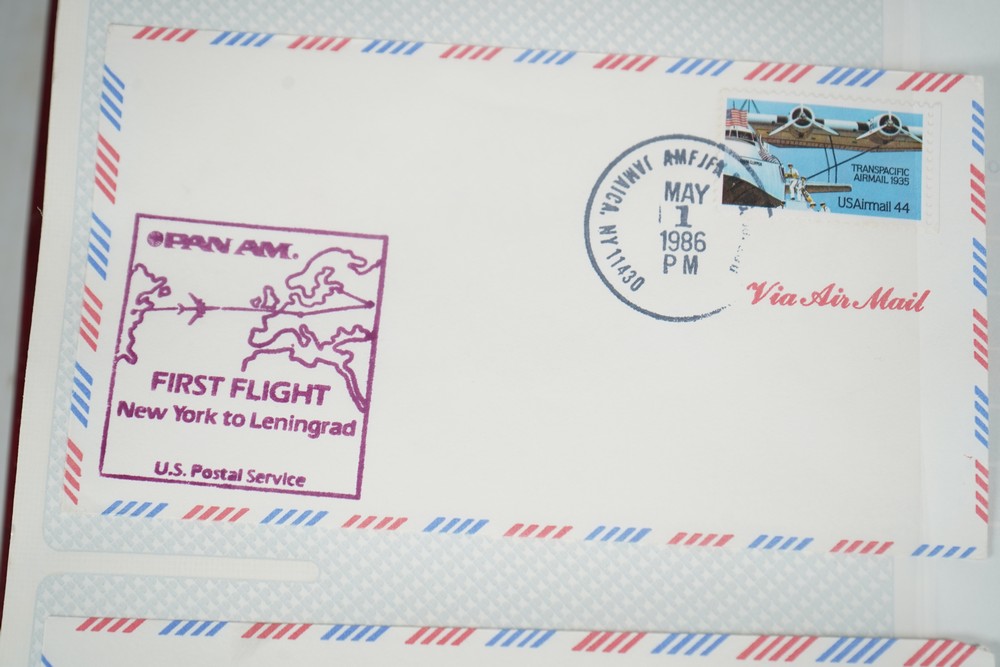 PAN AM.
FIRST FLIGHT
New York to Leningrad
U.S. Postal Service
JAMAICA, NY 11430
AMF JFK
MAY
1
1986
PM
TRANSPACIFIC
AIRMAIL 1935
USAirmail 44
Via Air Mail